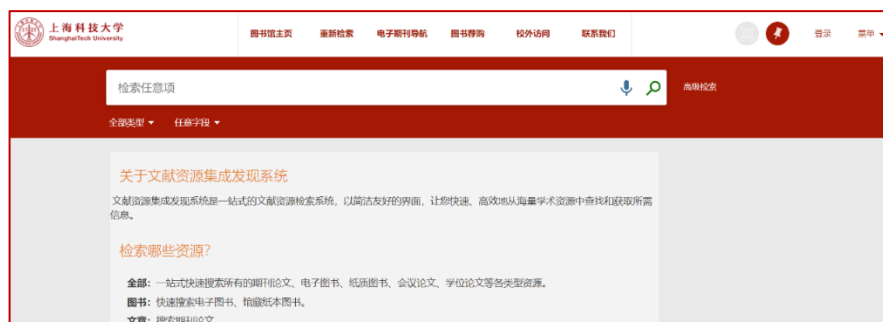 上海科技大学
ShanghaiTech University
图书馆主页 重新检索 电子期刊导航 图书荐购 校外访问 联系我们
登录 菜单
检索任意项
高级检索
全部类型 任意字段
关于文献资源集成发现系统
文献资源集成发现系统是一站式的文献资源检索系统，以简洁友好的界面，让您快速、高效地从海量学术资源中查找和获取所需
信息。
检索哪些资源？
全部：一站式快速搜索所有的期刊论文、电子图书、纸质图书、会议论文、学位论文等各类型资源。
图书：快速搜索电子图书、馆藏纸本图书。
文章：搜索期刊论文